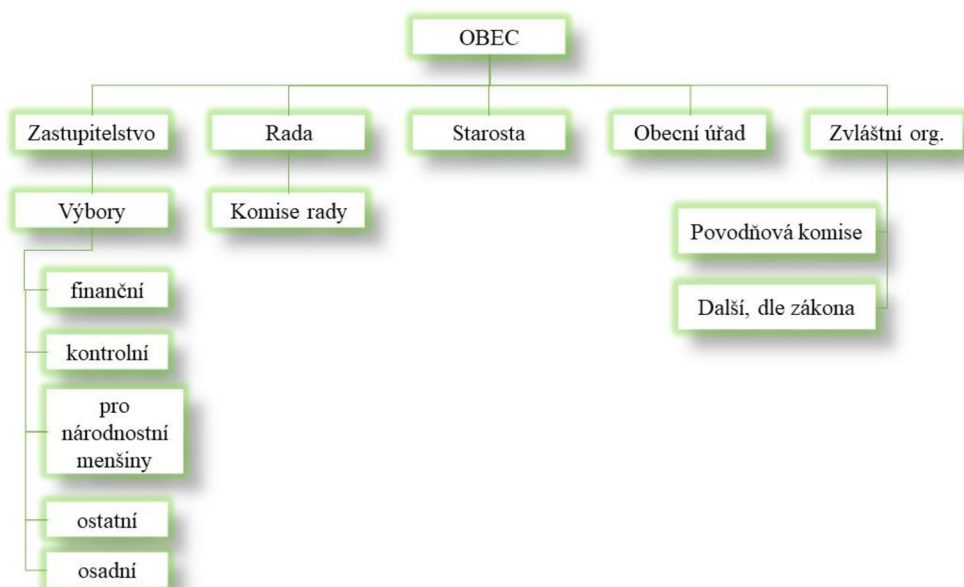 OBEC
Zastupitelstvo
Rada
Starosta
Obecní úřad
Zvláštní org.
Výbory
Komise rady
Povodňová komise
finanční
Další, dle zákona
kontrolní
pro
národnostní
menšiny
ostatní
osadní